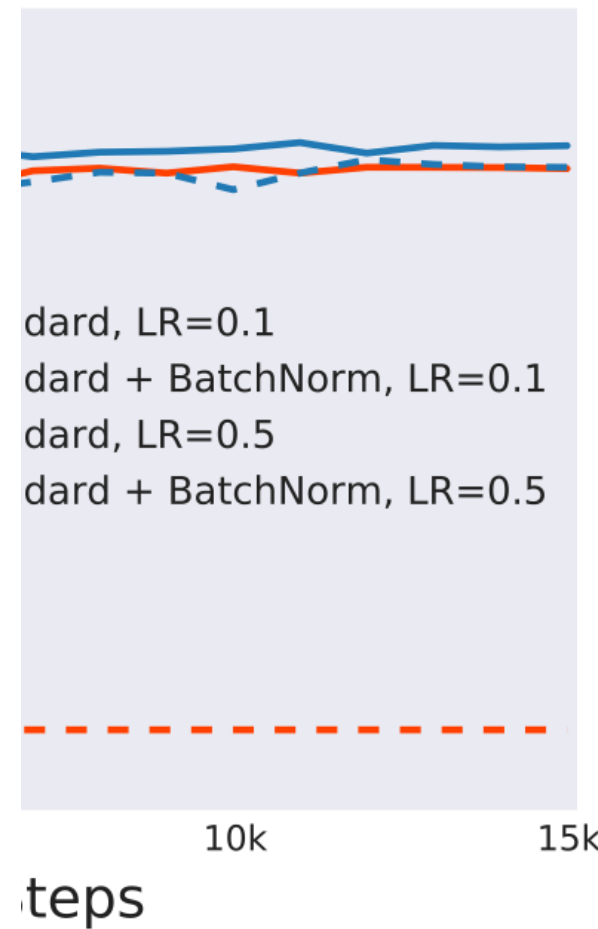 dard, LR=0.1
dard + BatchNorm, LR=0.1
dard, LR=0.5
dard + BatchNorm, LR=0.5
10k 15k
teps